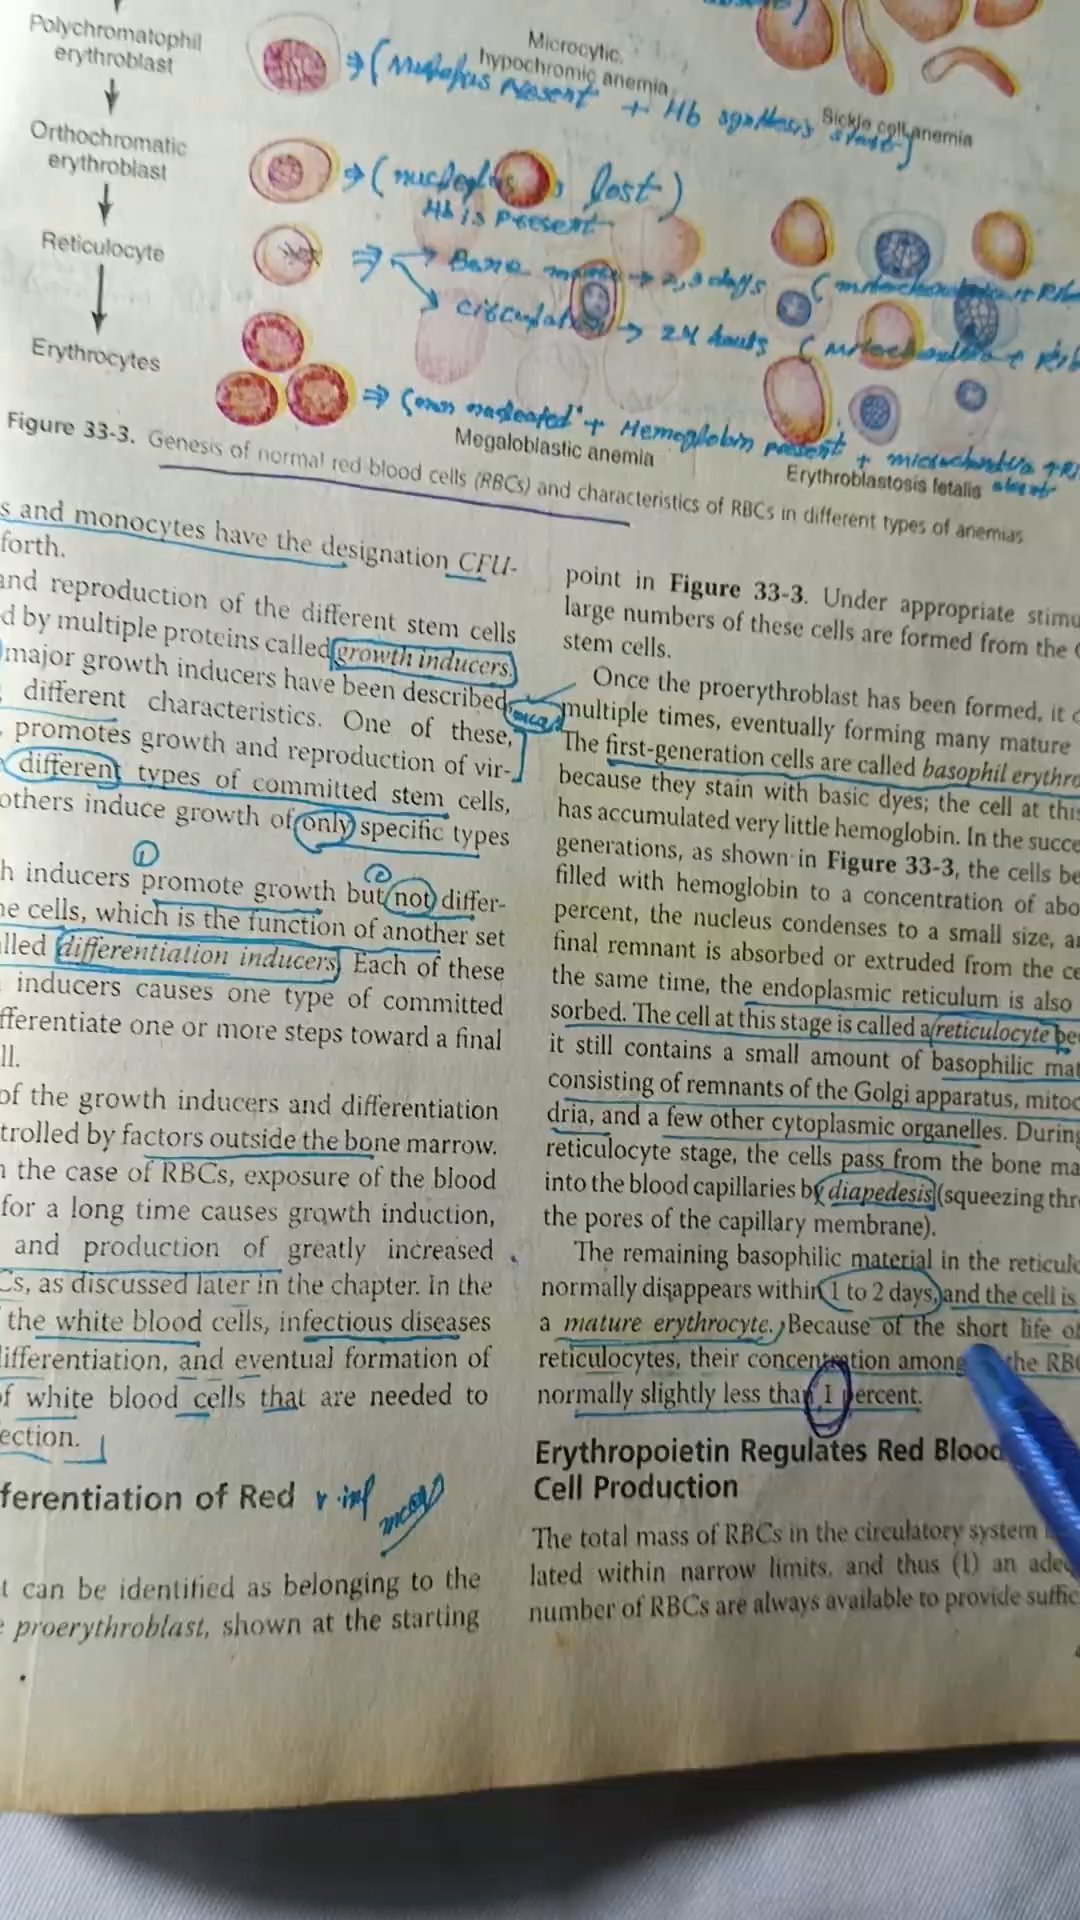 Polychromatophil
erythroblast
Microcytic,
hypochromic anemia
Sickle cell anemia
⇒ ( present + Hb synthesis
Orthochromatic
erythroblast
⇒ ( lost)
Hb is present
Reticulocyte
⇒ → Bone → 2,3 days
→ 24 hours
Erythrocytes
⇒ + Hemoglobin present +
Megaloblastic anemia
Erythroblastosis fetalis
Figure 33-3. Genesis of normal red blood cells (RBCs) and characteristics of RBCs in different types of anemias
s and monocytes have the designation CFU-
forth.
and reproduction of the different stem cells
d by multiple proteins called growth inducers.
major growth inducers have been described,
different characteristics. One of these,
promotes growth and reproduction of vir-
different types of committed stem cells,
others induce growth of only specific types
1 2
h inducers promote growth but not differ-
ne cells, which is the function of another set
lled differentiation inducers. Each of these
inducers causes one type of committed
fferentiate one or more steps toward a final
ll.
of the growth inducers and differentiation
trolled by factors outside the bone marrow.
n the case of RBCs, exposure of the blood
for a long time causes growth induction,
and production of greatly increased
Cs, as discussed later in the chapter. In the
the white blood cells, infectious diseases
differentiation, and eventual formation of
f white blood cells that are needed to
ection.
ferentiation of Red
v.imp
mcq
t can be identified as belonging to the
e proerythroblast, shown at the starting
point in Figure 33-3. Under appropriate stimu
large numbers of these cells are formed from the C
stem cells.
Once the proerythroblast has been formed, it
mcq
multiple times, eventually forming many mature
The first-generation cells are called basophil erythro
because they stain with basic dyes; the cell at this
has accumulated very little hemoglobin. In the succe
generations, as shown in Figure 33-3, the cells be
filled with hemoglobin to a concentration of abo
percent, the nucleus condenses to a small size, an
final remnant is absorbed or extruded from the ce
the same time, the endoplasmic reticulum is also
sorbed. The cell at this stage is called a reticulocyte be
it still contains a small amount of basophilic mat
consisting of remnants of the Golgi apparatus, mitoc
dria, and a few other cytoplasmic organelles. During
reticulocyte stage, the cells pass from the bone ma
into the blood capillaries by diapedesis (squeezing thr
the pores of the capillary membrane).
The remaining basophilic material in the reticulo
normally disappears within 1 to 2 days, and the cell is
a mature erythrocyte. Because of the short life of
reticulocytes, their concentration among the RBC
normally slightly less than 1 percent.
Erythropoietin Regulates Red Blood
Cell Production
The total mass of RBCs in the circulatory system
lated within narrow limits, and thus (1) an ade
number of RBCs are always available to provide suffic